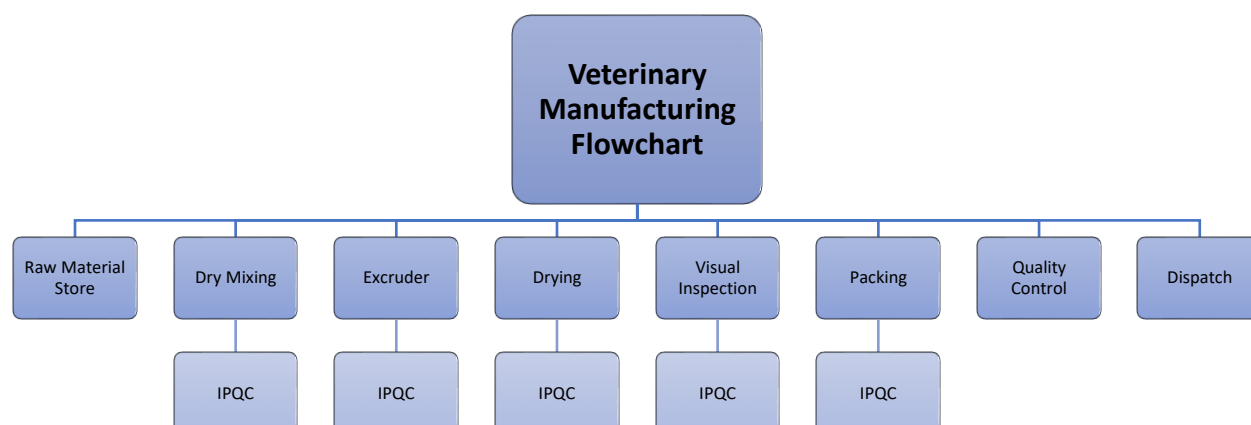 Veterinary
Manufacturing
Flowchart
Raw Material
Store
Dry Mixing
Excruder
Drying
Visual
Inspection
Packing
Quality
Control
Dispatch
IPQC
IPQC
IPQC
IPQC
IPQC